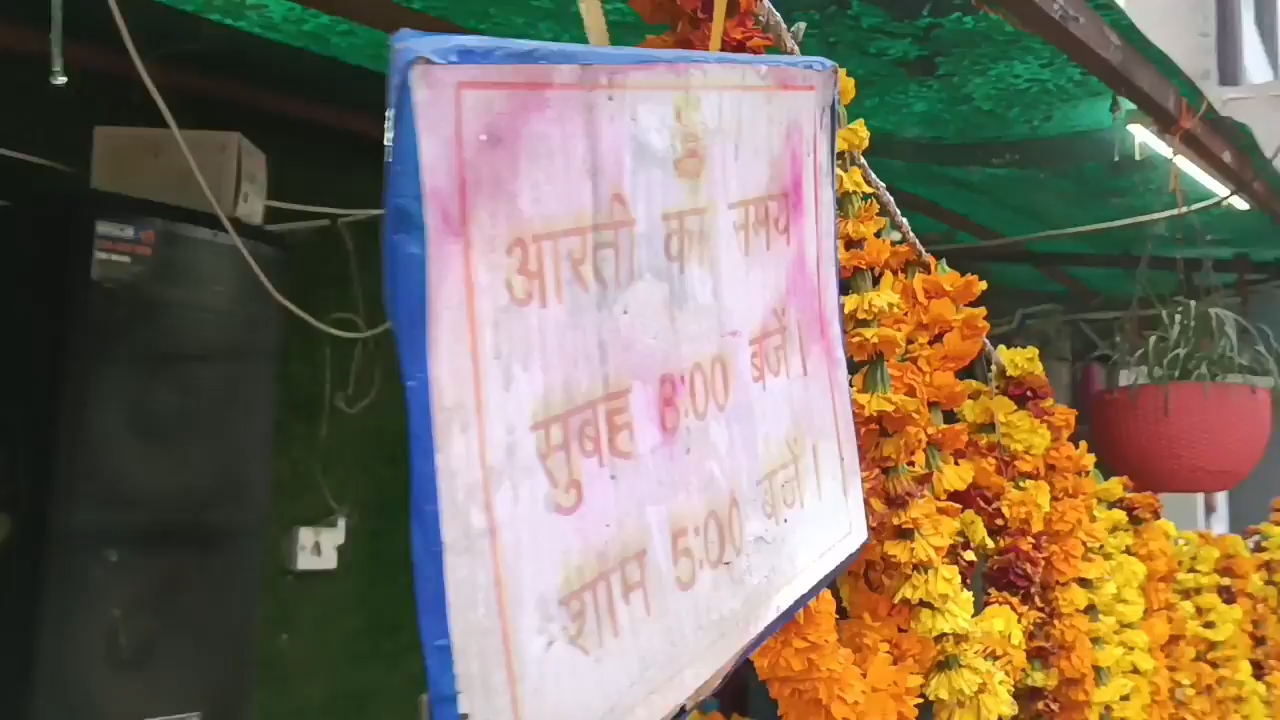 आरती का समय
सुबह 8:00 बजें।
शाम 5:00 बजें।